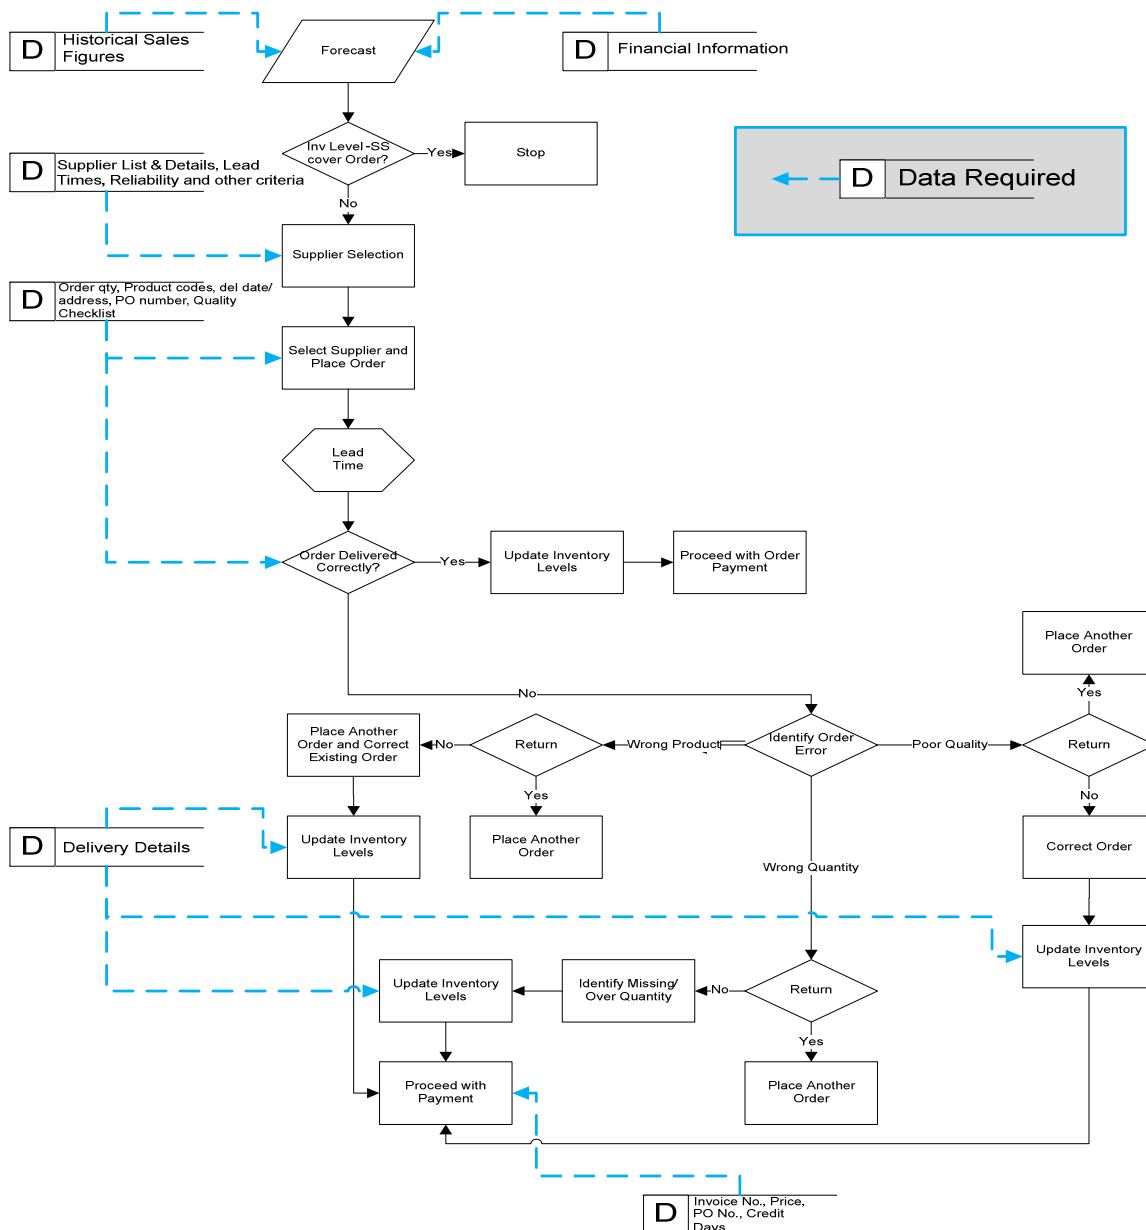 D
Historical Sales
Figures
Forecast
D
Financial Information
Inv Level -SS
cover Order?
Yes
Stop
D
Supplier List & Details, Lead
Times, Reliability and other criteria
D
Data Required
No
Supplier Selection
D
Order qty, Product codes, del date/
address, PO number, Quality
Checklist
Select Supplier and
Place Order
Lead
Time
Order Delivered
Correctly?
Yes
Update Inventory
Levels
Proceed with Order
Payment
Place Another
Order
No
Yes
Place Another
Order and Correct
Existing Order
No
Return
Wrong Product
Identify Order
Error
Poor Quality
Return
Yes
No
D
Delivery Details
Update Inventory
Levels
Place Another
Order
Correct Order
Wrong Quantity
Update Inventory
Levels
Update Inventory
Levels
Identify Missing/
Over Quantity
No
Return
Yes
Proceed with
Payment
Place Another
Order
D
Invoice No., Price,
PO No., Credit
Days